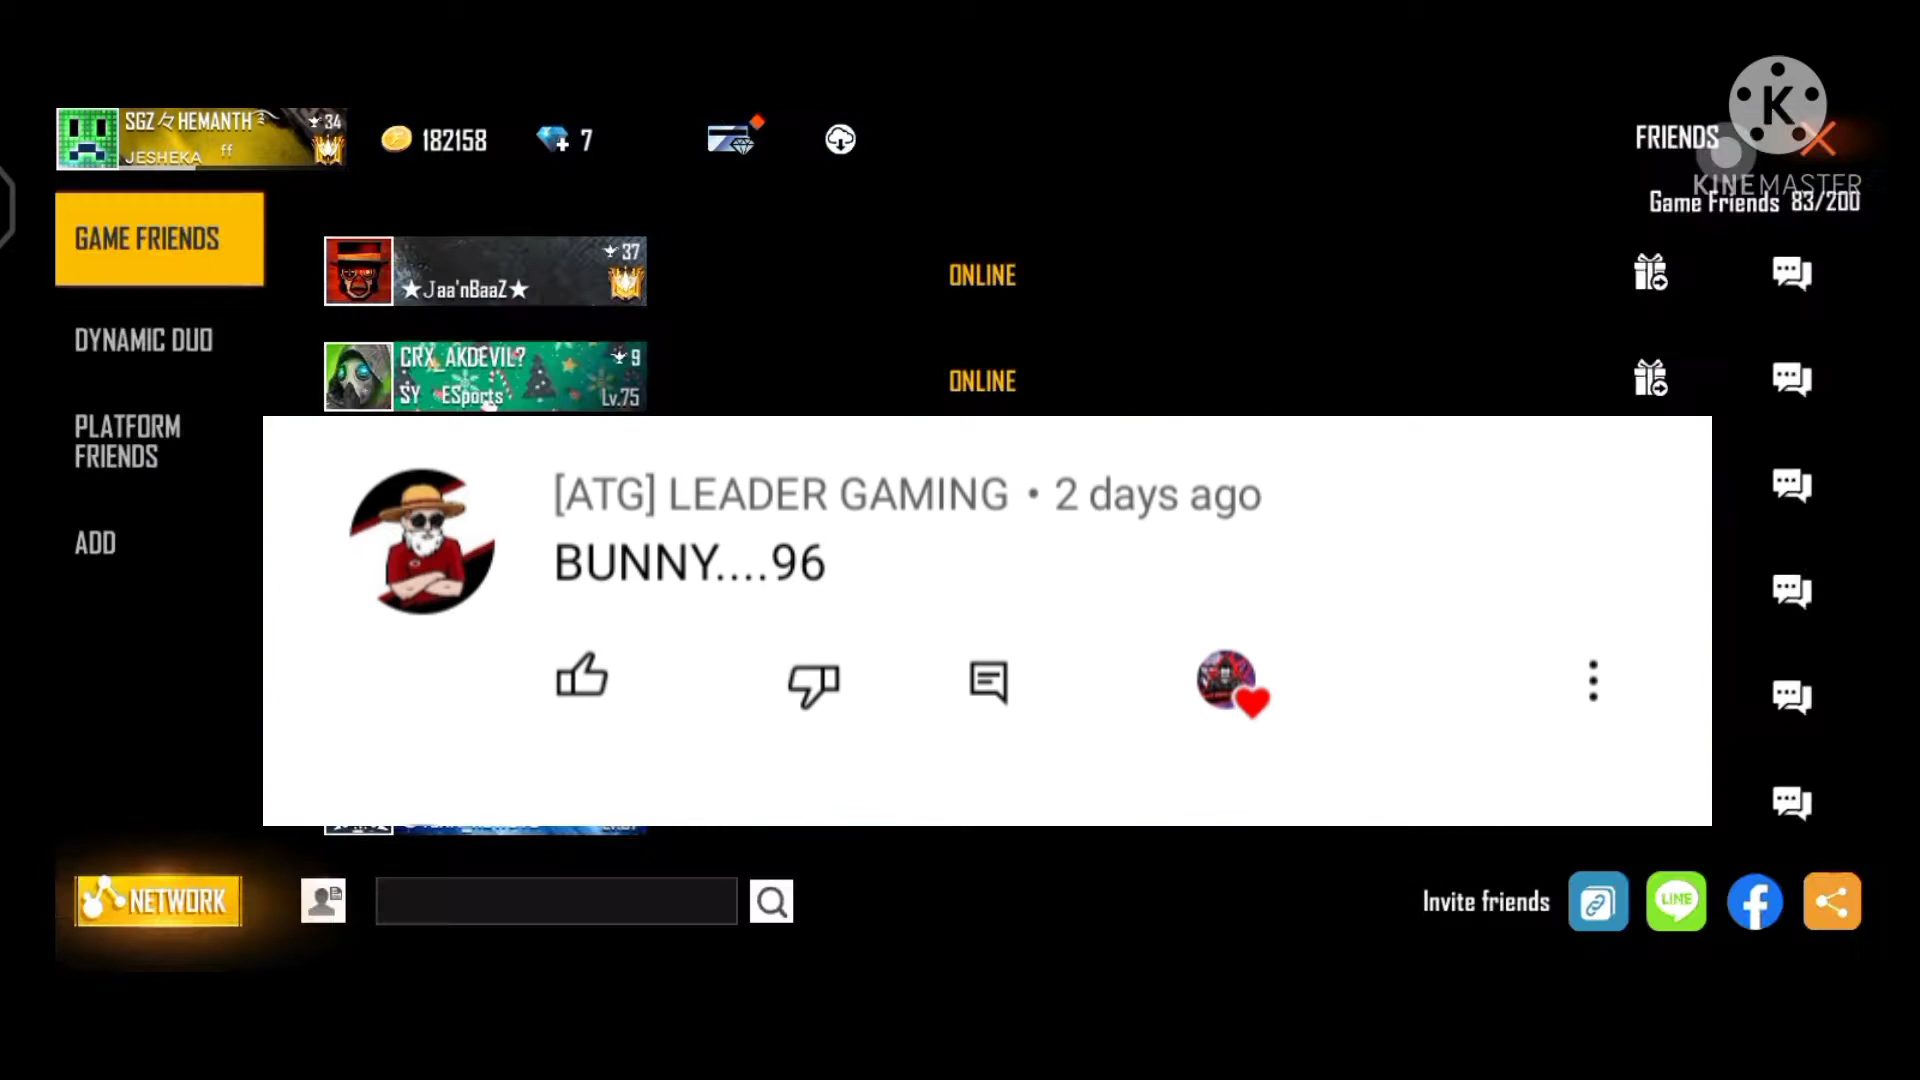 SGZ々HEMANTH 34
JESHEKA ff
182158
7
FRIENDS
K
KINEMASTER
Game Friends 83/200
GAME FRIENDS
★Jaa'nBaaZ★ 37
ONLINE
DYNAMIC DUO
CRX_AKDEVIL? 9
SY ESports Lv.75
ONLINE
PLATFORM
FRIENDS
[ATG] LEADER GAMING • 2 days ago
BUNNY....96
ADD
NETWORK
Invite friends
LINE